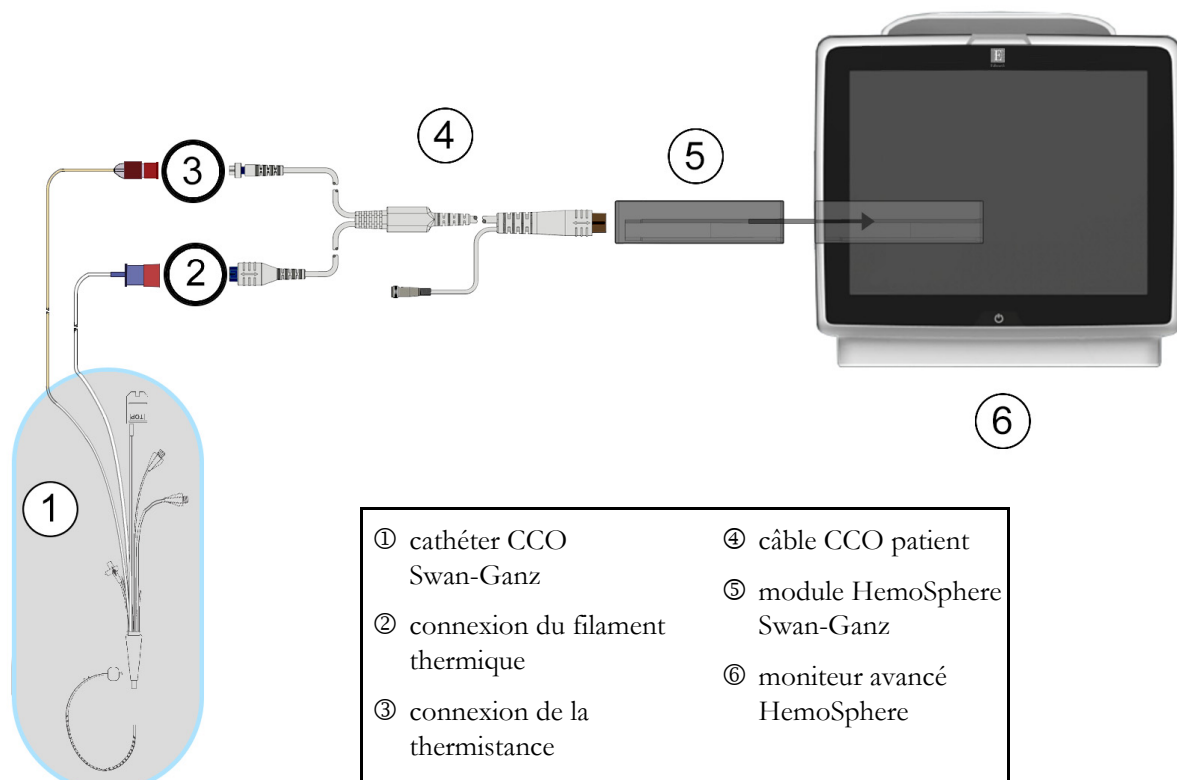 E
3
4
5
2
6
TOP
1
① cathéter CCO
Swan-Ganz
② connexion du filament
thermique
③ connexion de la
thermistance
④ câble CCO patient
⑤ module HemoSphere
Swan-Ganz
⑥ moniteur avancé
HemoSphere